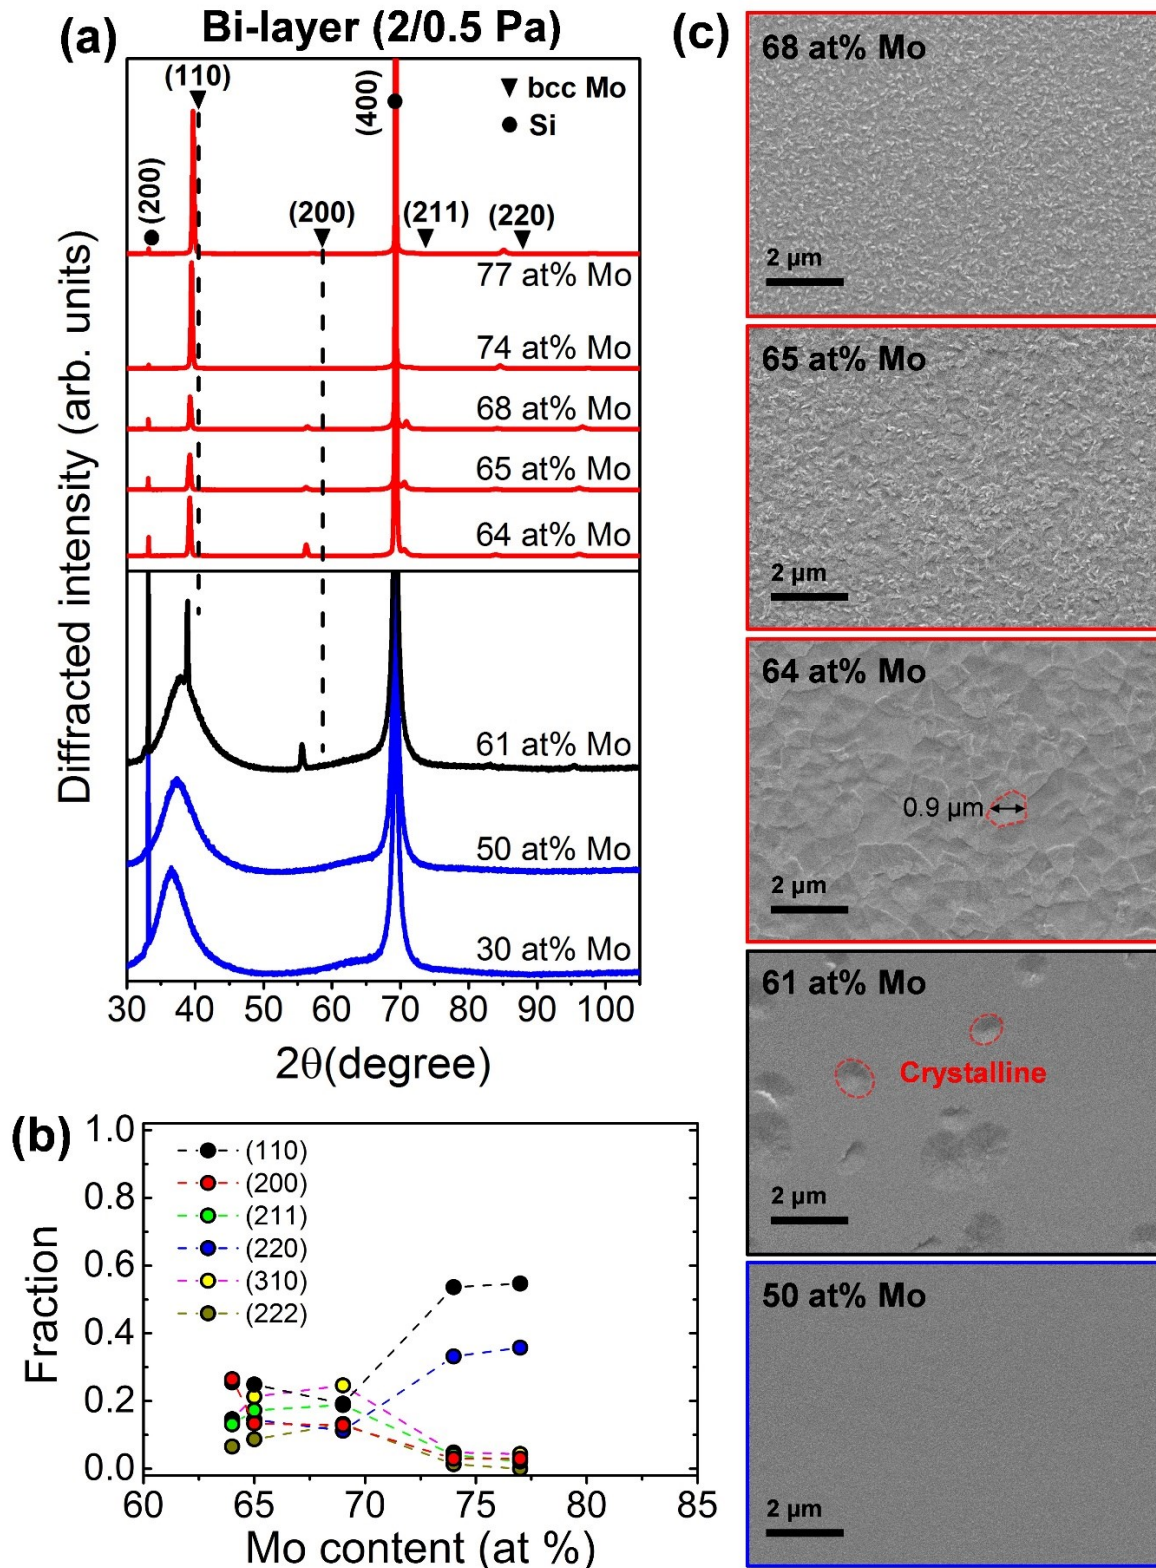 (a)
Bi-layer (2/0.5 Pa)
(110)
(400)
bcc Mo
Si
(200)
(200)
(211)
(220)
77 at% Mo
74 at% Mo
68 at% Mo
65 at% Mo
64 at% Mo
61 at% Mo
50 at% Mo
30 at% Mo
Diffracted intensity (arb. units)
30 40 50 60 70 80 90 100
2θ(degree)
(b)
1.0
0.8
0.6
0.4
0.2
0.0
Fraction
(110)
(200)
(211)
(220)
(310)
(222)
60 65 70 75 80 85
Mo content (at %)
(c)
68 at% Mo
2 μm
65 at% Mo
2 μm
64 at% Mo
0.9 μm
2 μm
61 at% Mo
Crystalline
2 μm
50 at% Mo
2 μm